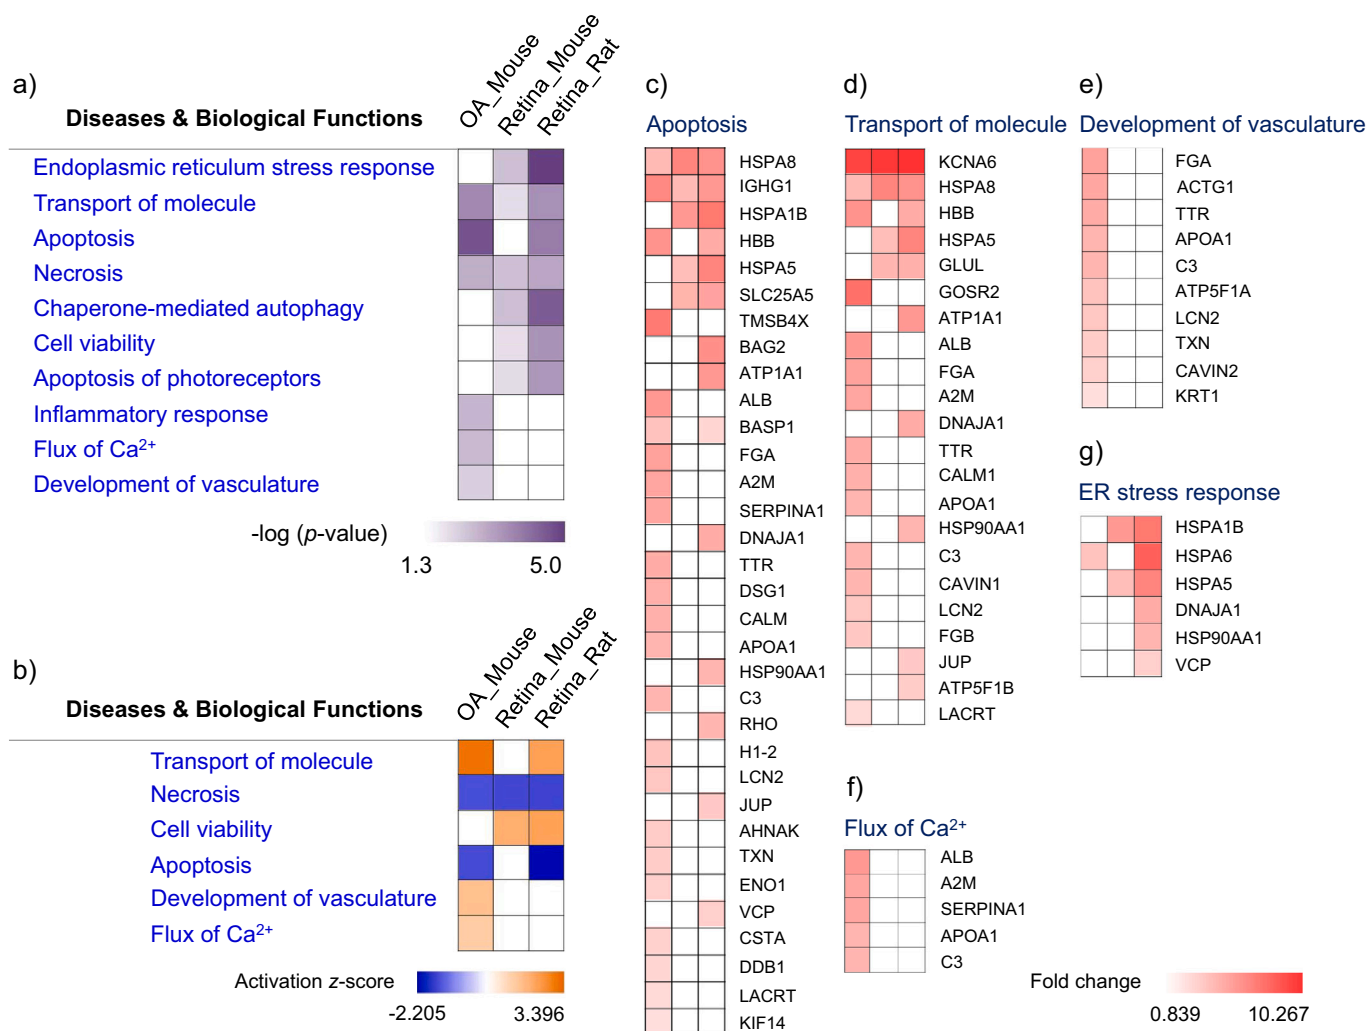 a)
Diseases & Biological Functions
OA_Mouse
Retina_Mouse
Retina_Rat
Endoplasmic reticulum stress response
Transport of molecule
Apoptosis
Necrosis
Chaperone-mediated autophagy
Cell viability
Apoptosis of photoreceptors
Inflammatory response
Flux of Ca²⁺
Development of vasculature
-log (p-value)
1.3
5.0
b)
Diseases & Biological Functions
OA_Mouse
Retina_Mouse
Retina_Rat
Transport of molecule
Necrosis
Cell viability
Apoptosis
Development of vasculature
Flux of Ca²⁺
Activation z-score
-2.205
3.396
c)
Apoptosis
HSPA8
IGHG1
HSPA1B
HBB
HSPA5
SLC25A5
TMSB4X
BAG2
ATP1A1
ALB
BASP1
FGA
A2M
SERPINA1
DNAJA1
TTR
DSG1
CALM
APOA1
HSP90AA1
C3
RHO
H1-2
LCN2
JUP
AHNAK
TXN
ENO1
VCP
CSTA
DDB1
LACRT
KIF14
d)
Transport of molecule
KCNA6
HSPA8
HBB
HSPA5
GLUL
GOSR2
ATP1A1
ALB
FGA
A2M
DNAJA1
TTR
CALM1
APOA1
HSP90AA1
C3
CAVIN1
LCN2
FGB
JUP
ATP5F1B
LACRT
e)
Development of vasculature
FGA
ACTG1
TTR
APOA1
C3
ATP5F1A
LCN2
TXN
CAVIN2
KRT1
g)
ER stress response
HSPA1B
HSPA6
HSPA5
DNAJA1
HSP90AA1
VCP
f)
Flux of Ca²⁺
ALB
A2M
SERPINA1
APOA1
C3
Fold change
0.839
10.267